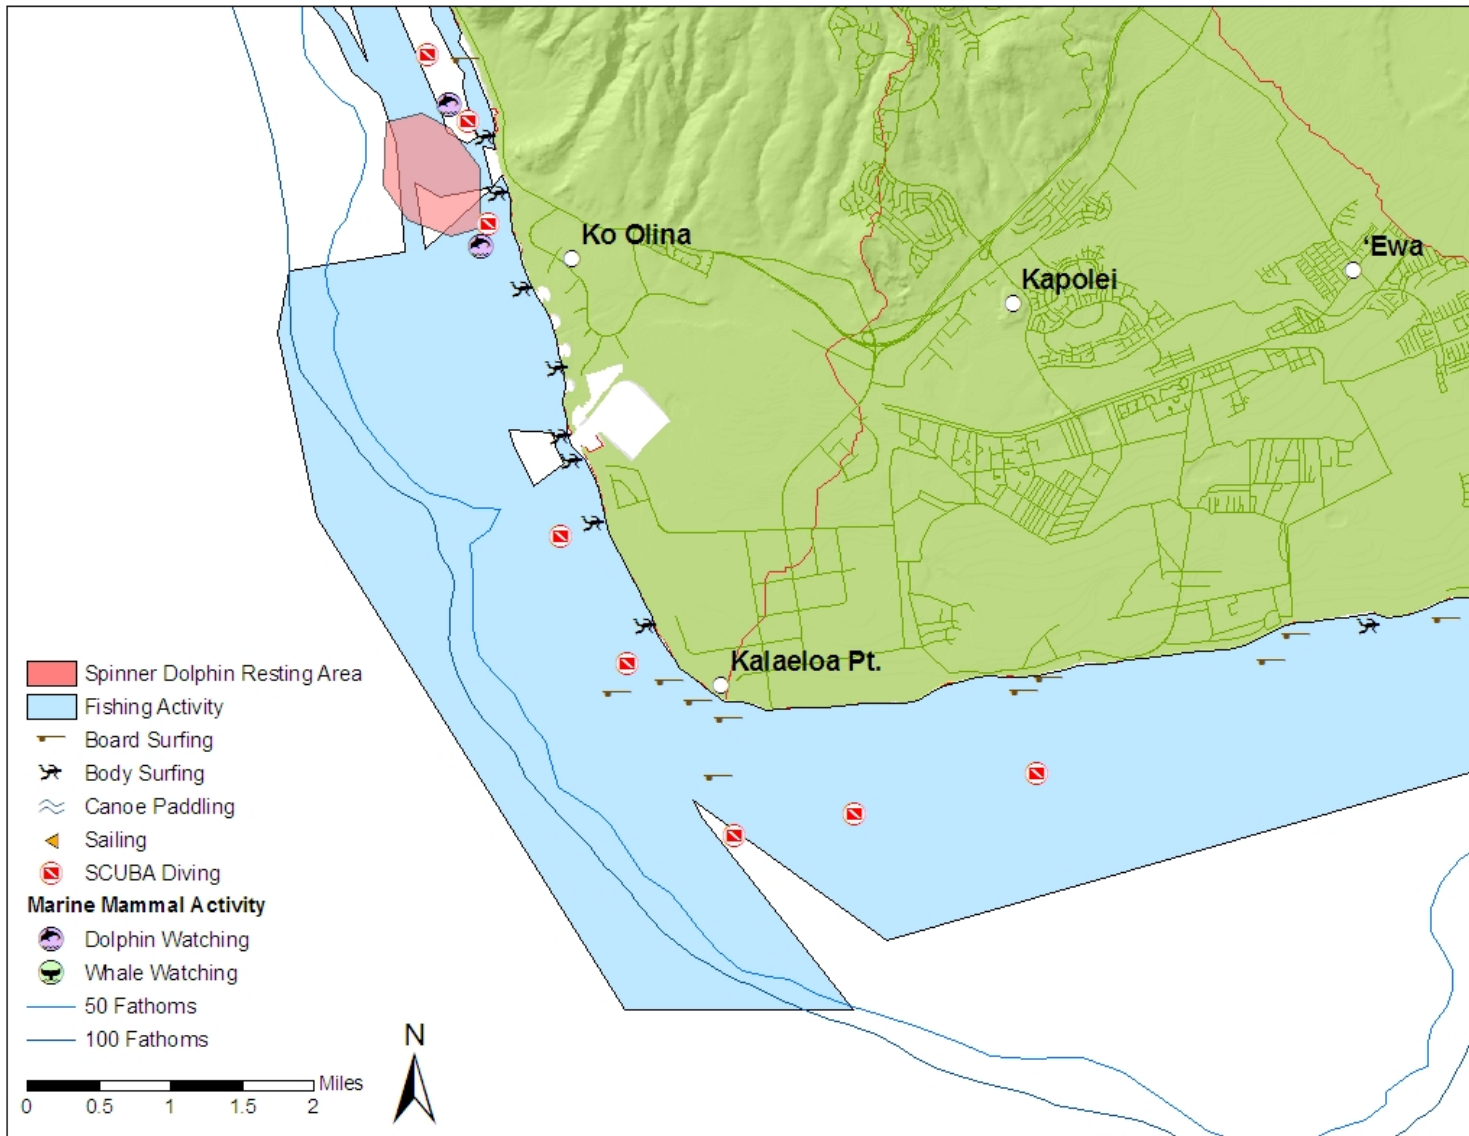 Ko Olina
'Ewa
Kapolei
Kalaeloa Pt.
Spinner Dolphin Resting Area
Fishing Activity
Board Surfing
Body Surfing
Canoe Paddling
Sailing
SCUBA Diving
Marine Mammal Activity
Dolphin Watching
Whale Watching
50 Fathoms
100 Fathoms
N
Miles
0 0.5 1 1.5 2